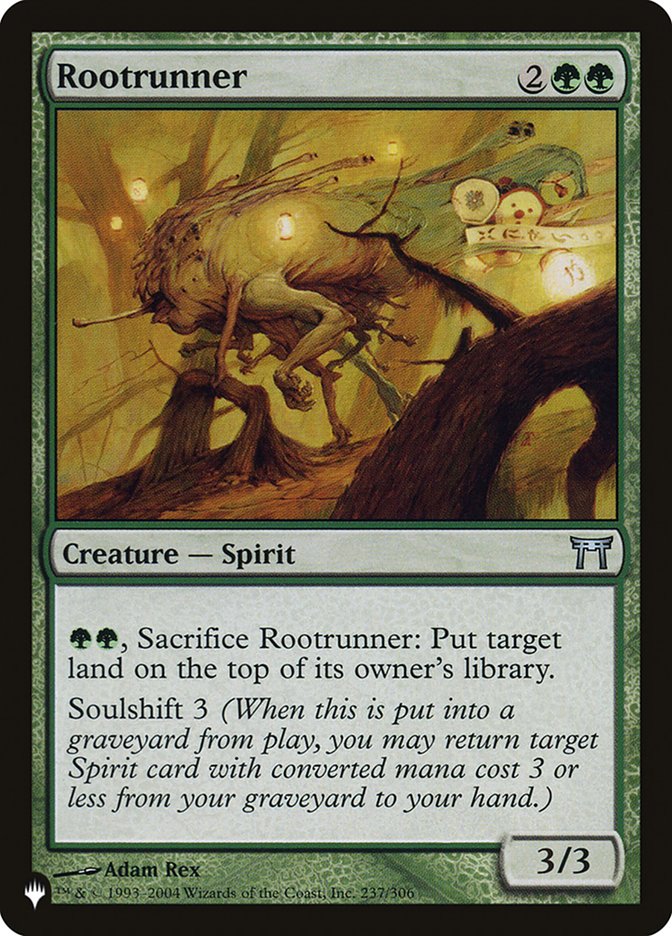 Rootrunner 2
Creature — Spirit
, Sacrifice Rootrunner: Put target
land on the top of its owner's library.
Soulshift 3 (When this is put into a
graveyard from play, you may return target
Spirit card with converted mana cost 3 or
less from your graveyard to your hand.)
3/3
Adam Rex
™ & © 1993–2004 Wizards of the Coast, Inc. 237/306